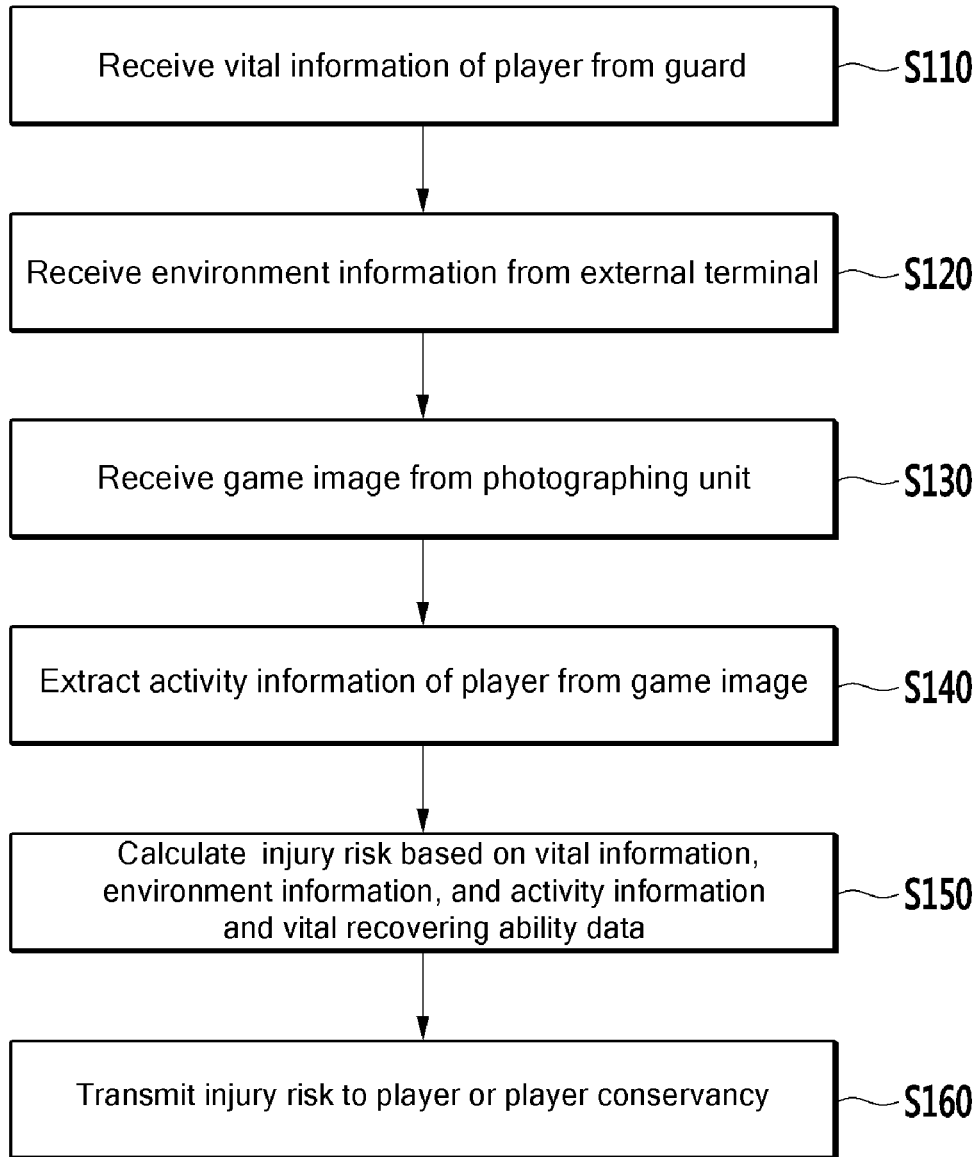 Receive vital information of player from guard
S110
Receive environment information from external terminal
S120
Receive game image from photographing unit
S130
Extract activity information of player from game image
S140
Calculate injury risk based on vital information,
environment information, and activity information
and vital recovering ability data
S150
Transmit injury risk to player or player conservancy
S160